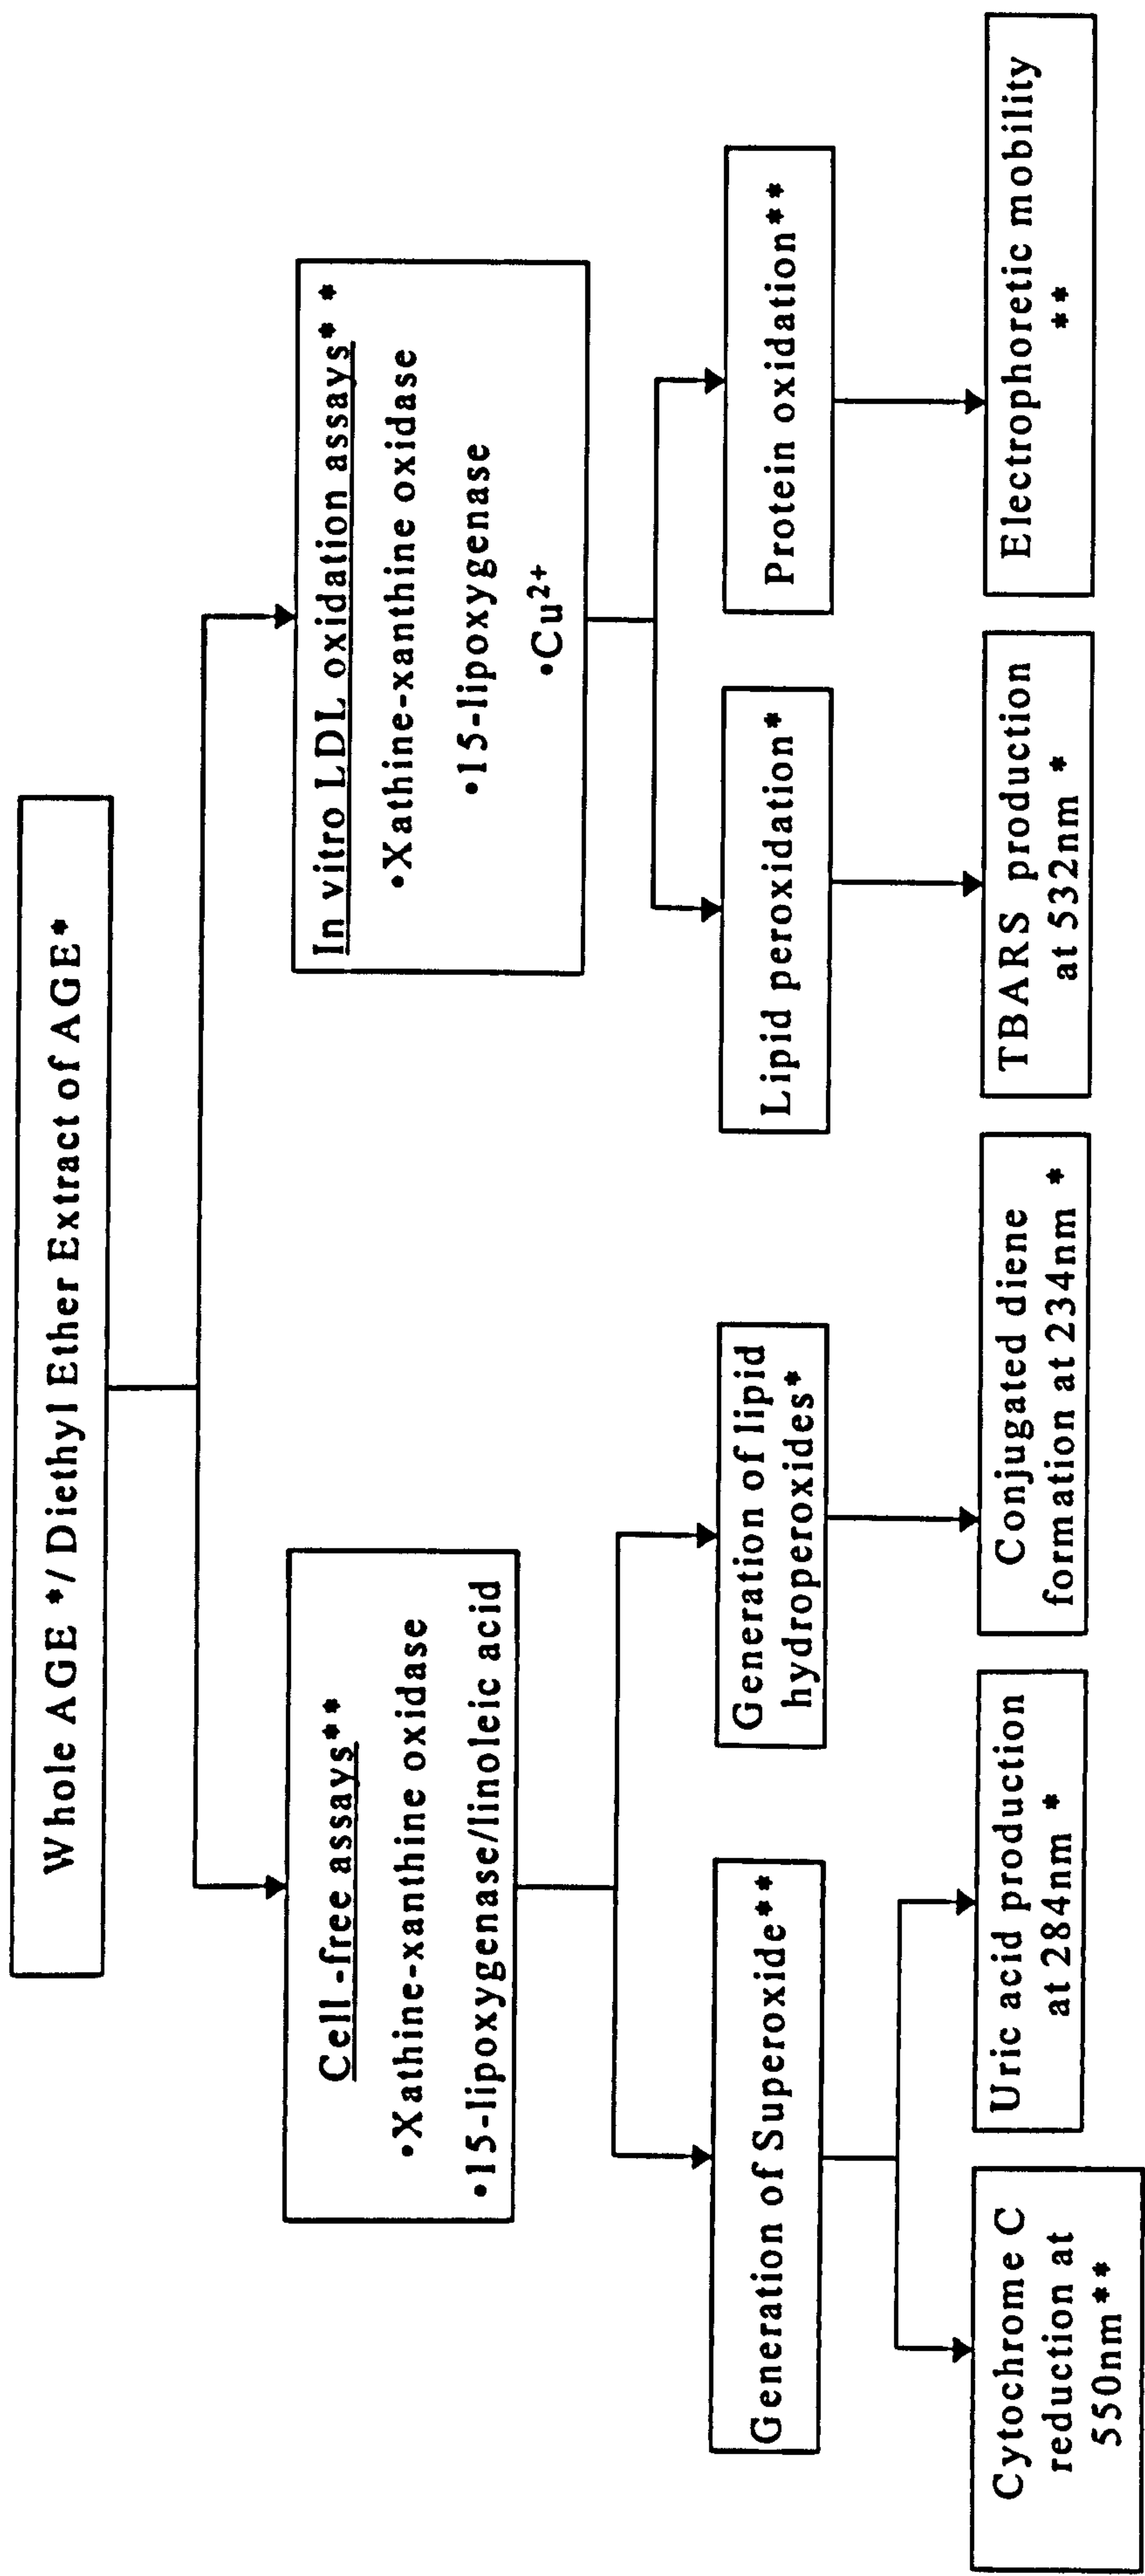 Whole AGE */Diethyl Ether Extract of AGE*
Cell-free assays**
•Xathine-xanthine oxidase
•15-lipoxygenase/linoleic acid
In vitro LDL oxidation assays* *
•Xathine-xanthine oxidase
•15-lipoxygenase
•Cu²⁺
Generation of Superoxide**
Generation of lipid
hydroperoxides*
Lipid peroxidation*
Protein oxidation**
Cytochrome C
reduction at
550nm**
Uric acid production
at 284nm *
Conjugated diene
formation at 234nm *
TBARS production
at 532nm *
Electrophoretic mobility
**